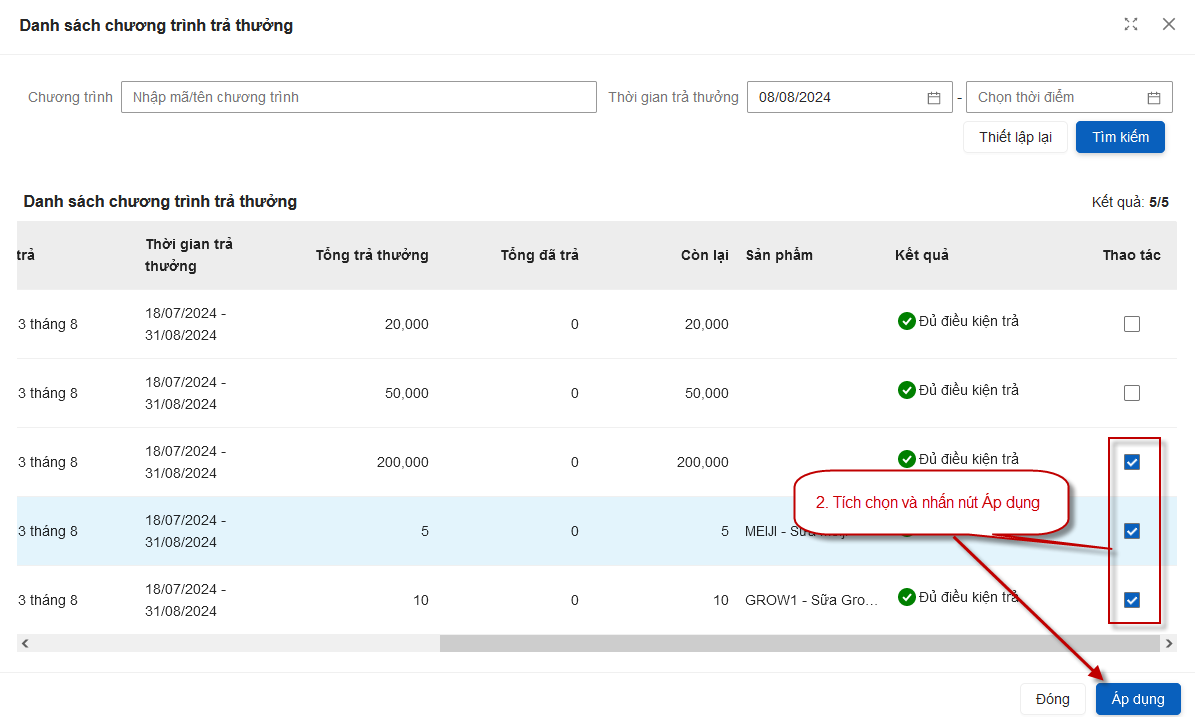 Danh sách chương trình trả thưởng
Chương trình Nhập mã/tên chương trình Thời gian trả thưởng 08/08/2024 - Chọn thời điểm
Thiết lập lại Tìm kiếm
Danh sách chương trình trả thưởng Kết quả: 5/5
trả Thời gian trả thưởng Tổng trả thưởng Tổng đã trả Còn lại Sản phẩm Kết quả Thao tác
3 tháng 8 18/07/2024 - 31/08/2024 20,000 0 20,000 Đủ điều kiện trả
3 tháng 8 18/07/2024 - 31/08/2024 50,000 0 50,000 Đủ điều kiện trả
3 tháng 8 18/07/2024 - 31/08/2024 200,000 0 200,000 Đủ điều kiện trả
2. Tích chọn và nhấn nút Áp dụng
3 tháng 8 18/07/2024 - 31/08/2024 5 0 5 MEIJI - Sữa
3 tháng 8 18/07/2024 - 31/08/2024 10 0 10 GROW1 - Sữa Gro... Đủ điều kiện trả
Đóng Áp dụng